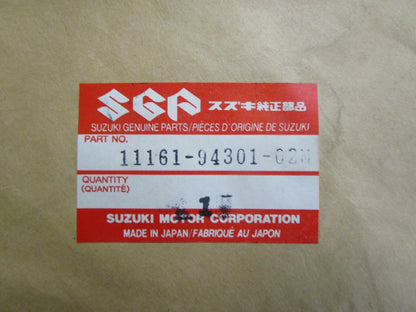 SGP スズキ純正部品
SUZUKI GENUINE PARTS/PIÈCES D'ORIGINE DE SUZUKI
PART NO.
11161-94301-02M
QUANTITY
(QUANTITÉ)
1
SUZUKI MOTOR CORPORATION
MADE IN JAPAN/FABRIQUÉ AU JAPON